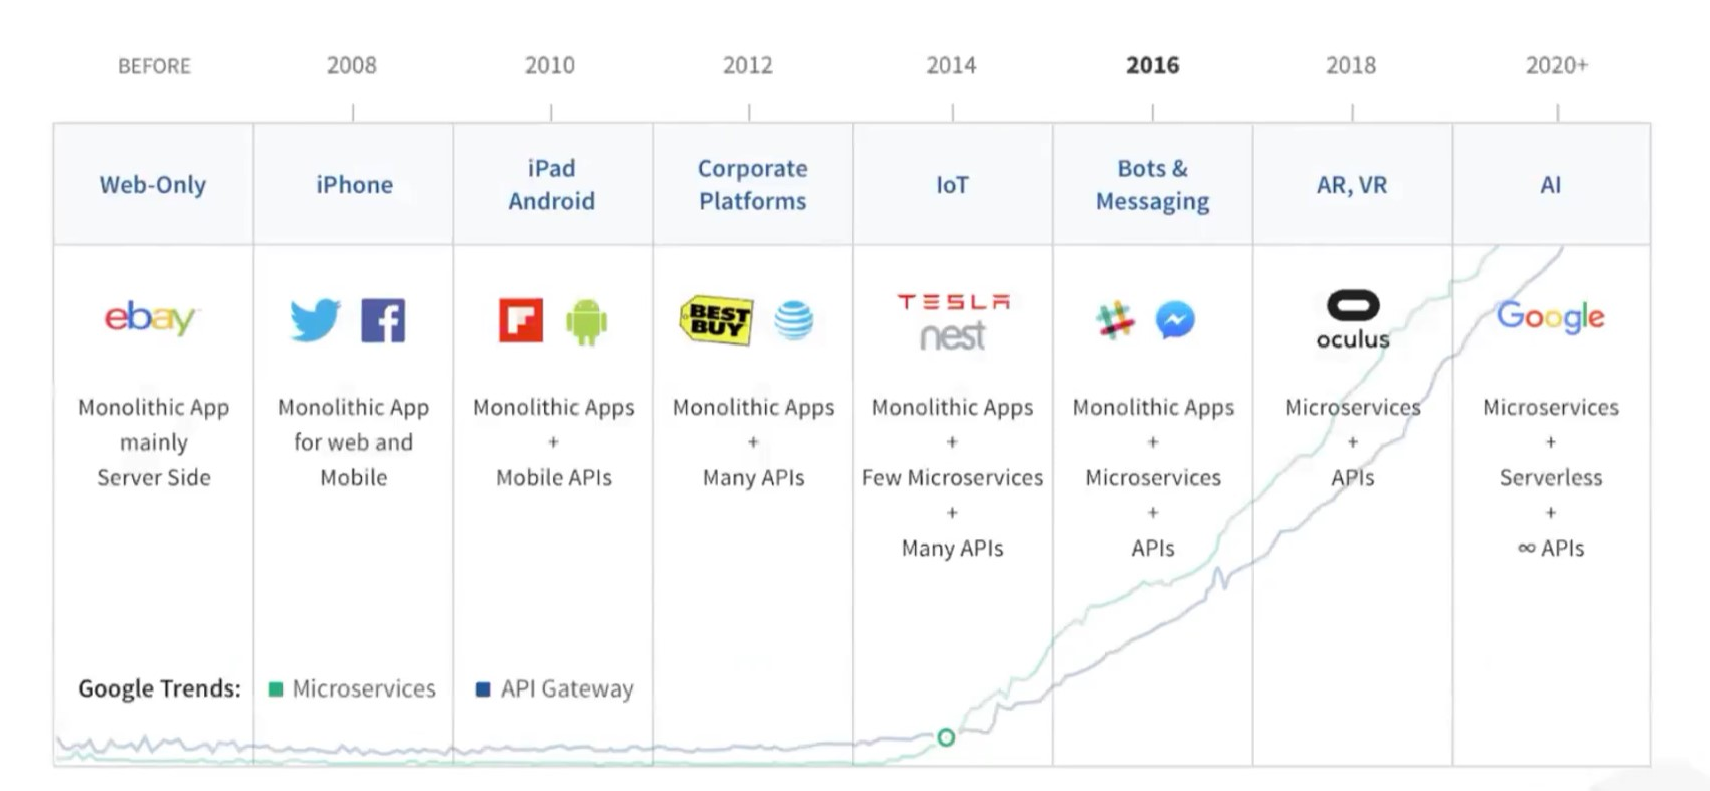 BEFORE 2008 2010 2012 2014 2016 2018 2020+
Web-Only
iPhone
iPad
Android
Corporate
Platforms
IoT
Bots &
Messaging
AR, VR
AI
ebay
BEST
BUY
TESLA
nest
oculus
Google
Monolithic App
mainly
Server Side
Monolithic App
for web and
Mobile
Monolithic Apps
+
Mobile APIs
Monolithic Apps
+
Many APIs
Monolithic Apps
+
Few Microservices
+
Many APIs
Monolithic Apps
+
Microservices
+
APIs
Microservices
+
APIs
Microservices
+
Serverless
+
∞ APIs
Google Trends: Microservices API Gateway